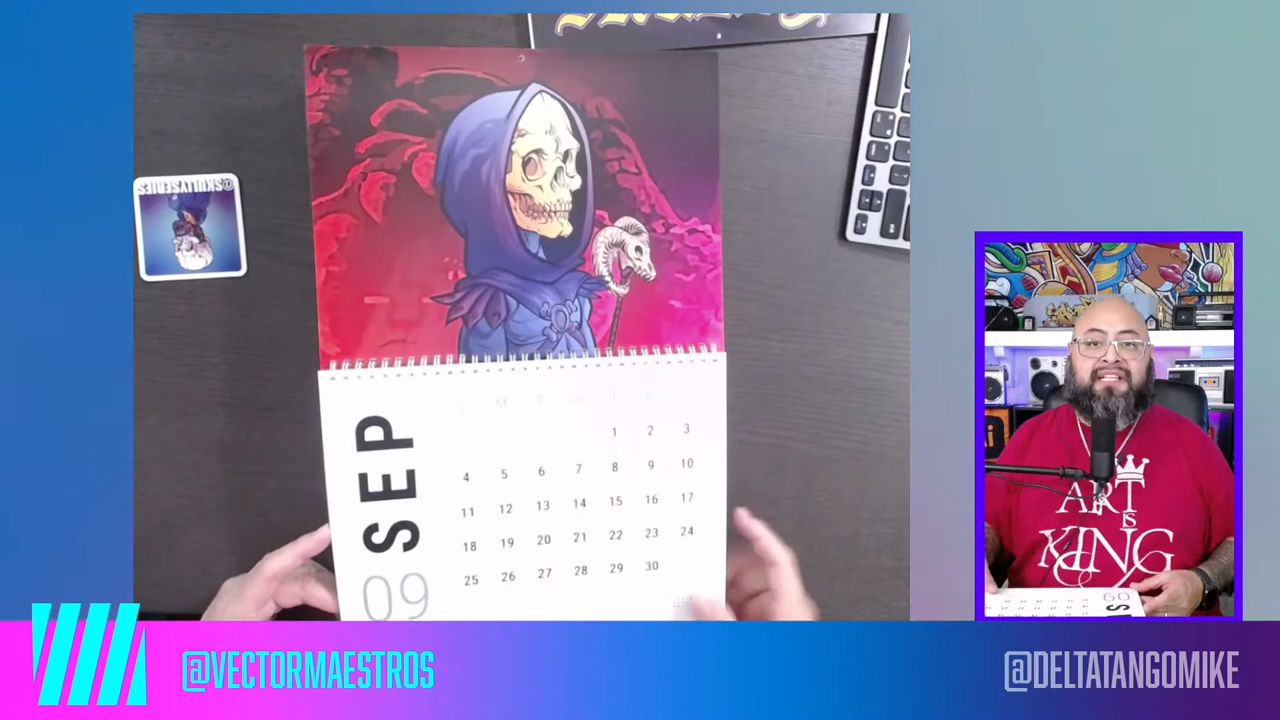 @SKULLYSERIES
SEP
09
S M T
1 2 3
4 5 6 7 8 9 10
11 12 13 14 15 16 17
18 19 20 21 22 23 24
25 26 27 28 29 30
ART
IS
KING
09
@VECTORMAESTROS
@DELTATANGOMIKE